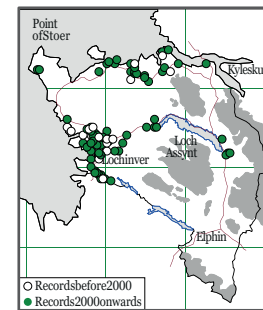 Point
ofStoer
Kylesku
Lochinver
Loch
Assynt
Elphin
Recordsbefore2000
Records2000onwards